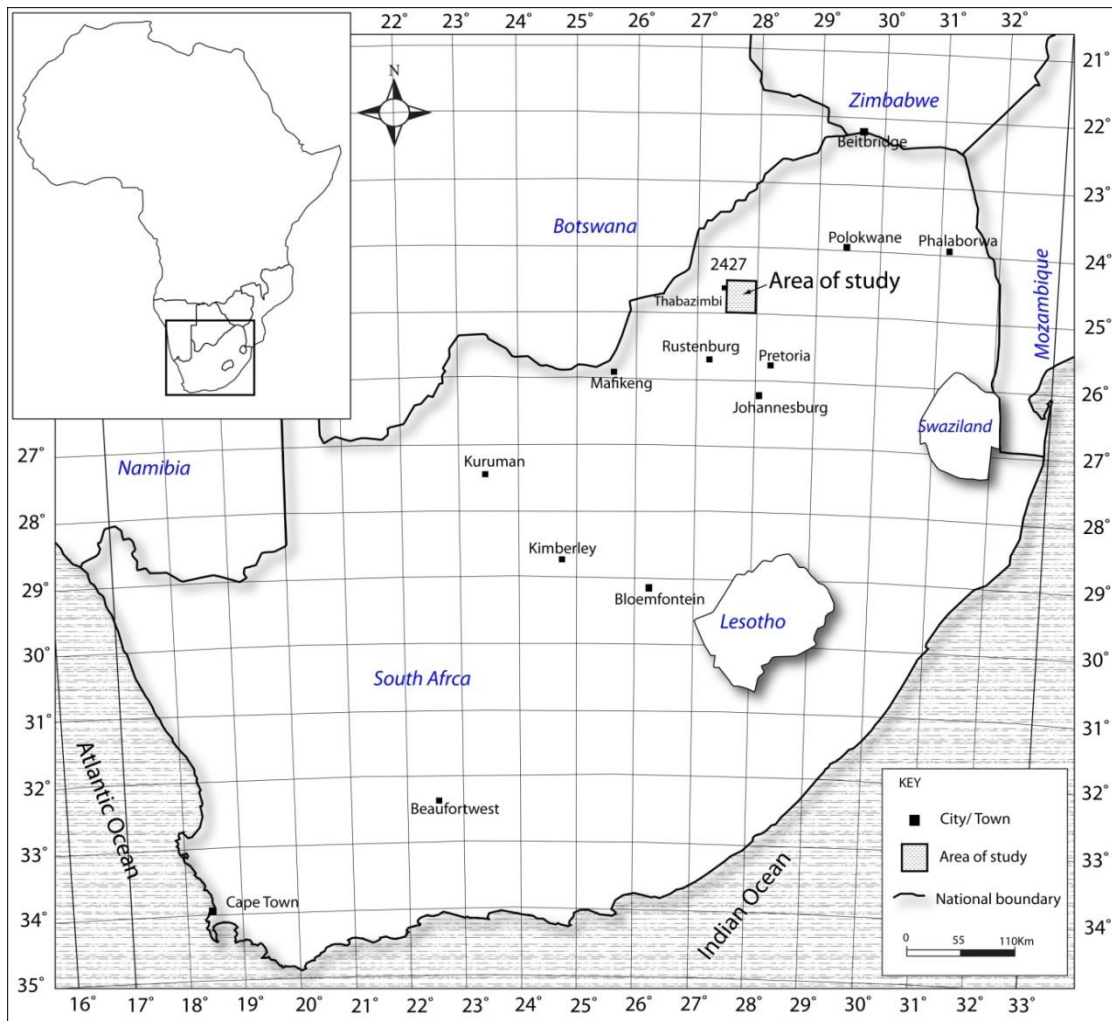 22° 23° 24° 25° 26° 27° 28° 29° 30° 31° 32°
N
21°
Zimbabwe
22°
Beitbridge
23°
Botswana
Polokwane
Phalaborwa
24°
2427
Area of study
Thabazimbi
Mozambique
25°
Rustenburg
Pretoria
Mafikeng
26°
Johannesburg
Swaziland
27°
27°
Namibia
Kuruman
28°
28°
Kimberley
29°
29°
Bloemfontein
Lesotho
30°
30°
South Afrca
31°
31°
Atlantic Ocean
32°
32°
Beaufortwest
KEY
City/ Town
33°
33°
Area of study
Indian Ocean
National boundary
Cape Town
34°
34°
0 55 110Km
35°
16° 17° 18° 19° 20° 21° 22° 23° 24° 25° 26° 27° 28° 29° 30° 31° 32° 33°